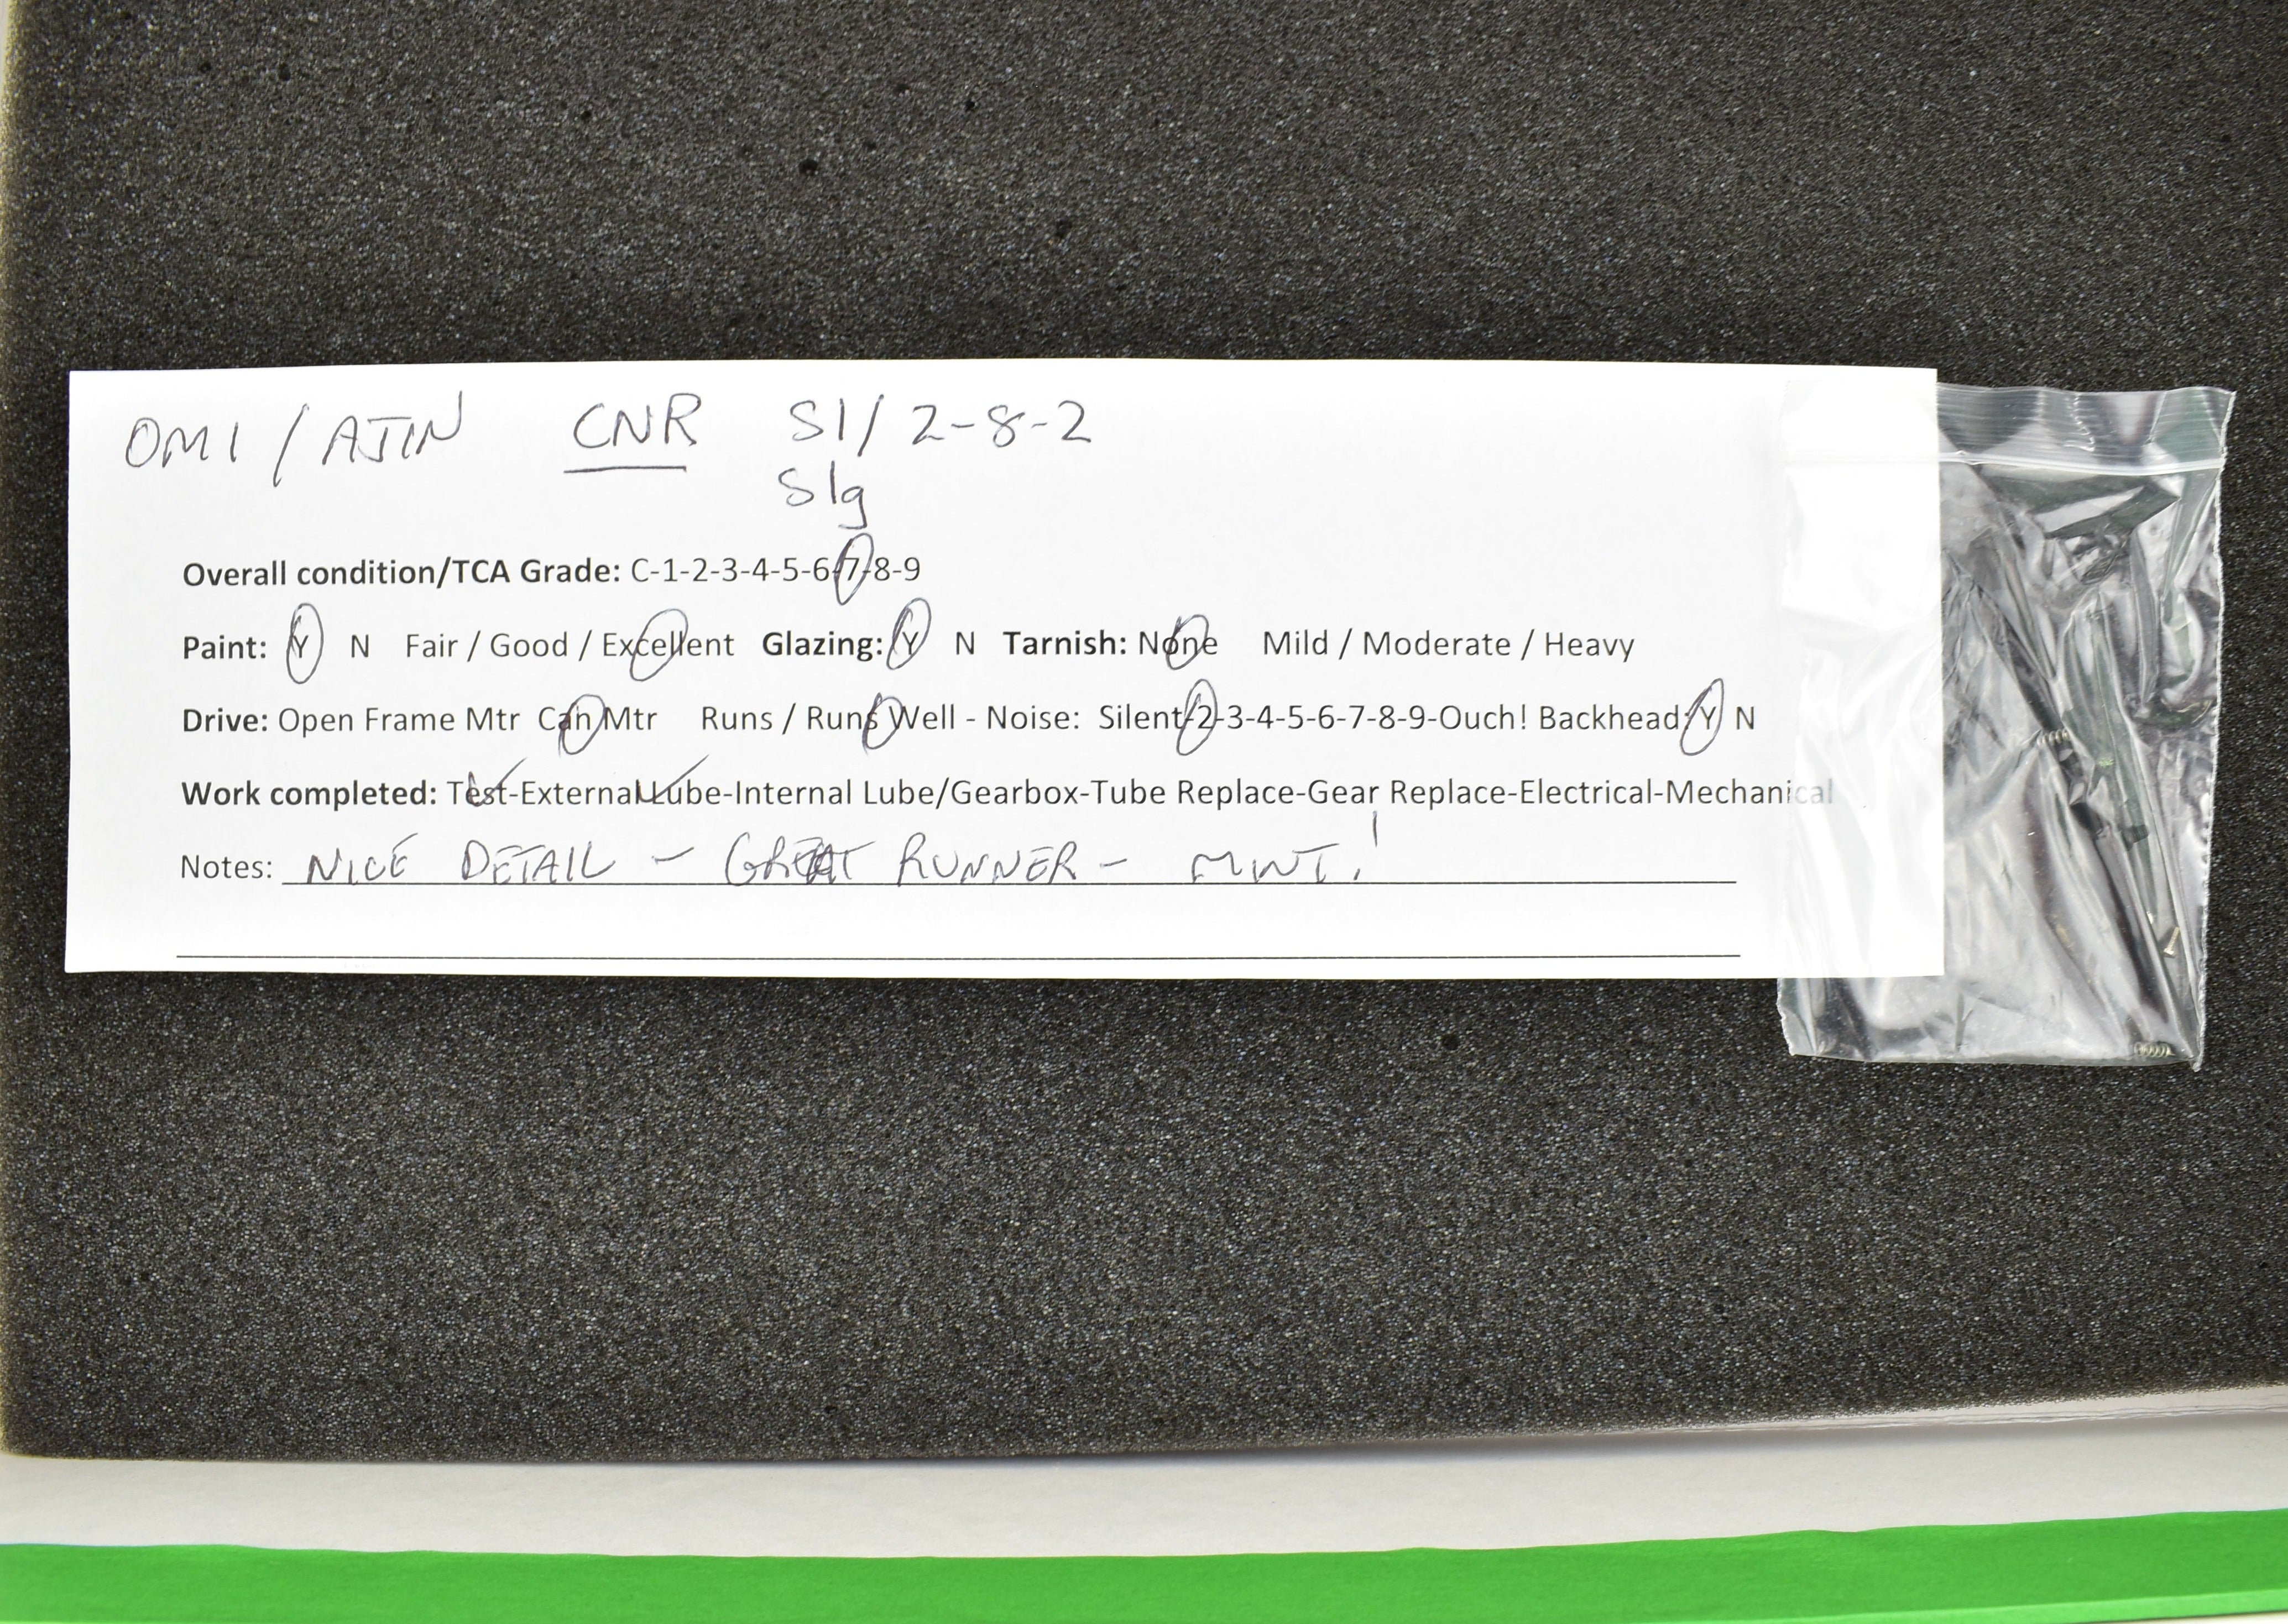 OMI / AJIN CNR S1/ 2-8-2
S1g
Overall condition/TCA Grade: C-1-2-3-4-5-6-7-8-9
Paint: Y N Fair / Good / Excellent Glazing: Y N Tarnish: None Mild / Moderate / Heavy
Drive: Open Frame Mtr Can Mtr Runs / Runs Well - Noise: Silent-2-3-4-5-6-7-8-9-Ouch! Backhead: Y N
Work completed: Test-External Lube-Internal Lube/Gearbox-Tube Replace-Gear Replace-Electrical-Mechanical
Notes: NICE DETAIL - GREAT RUNNER - MINT!